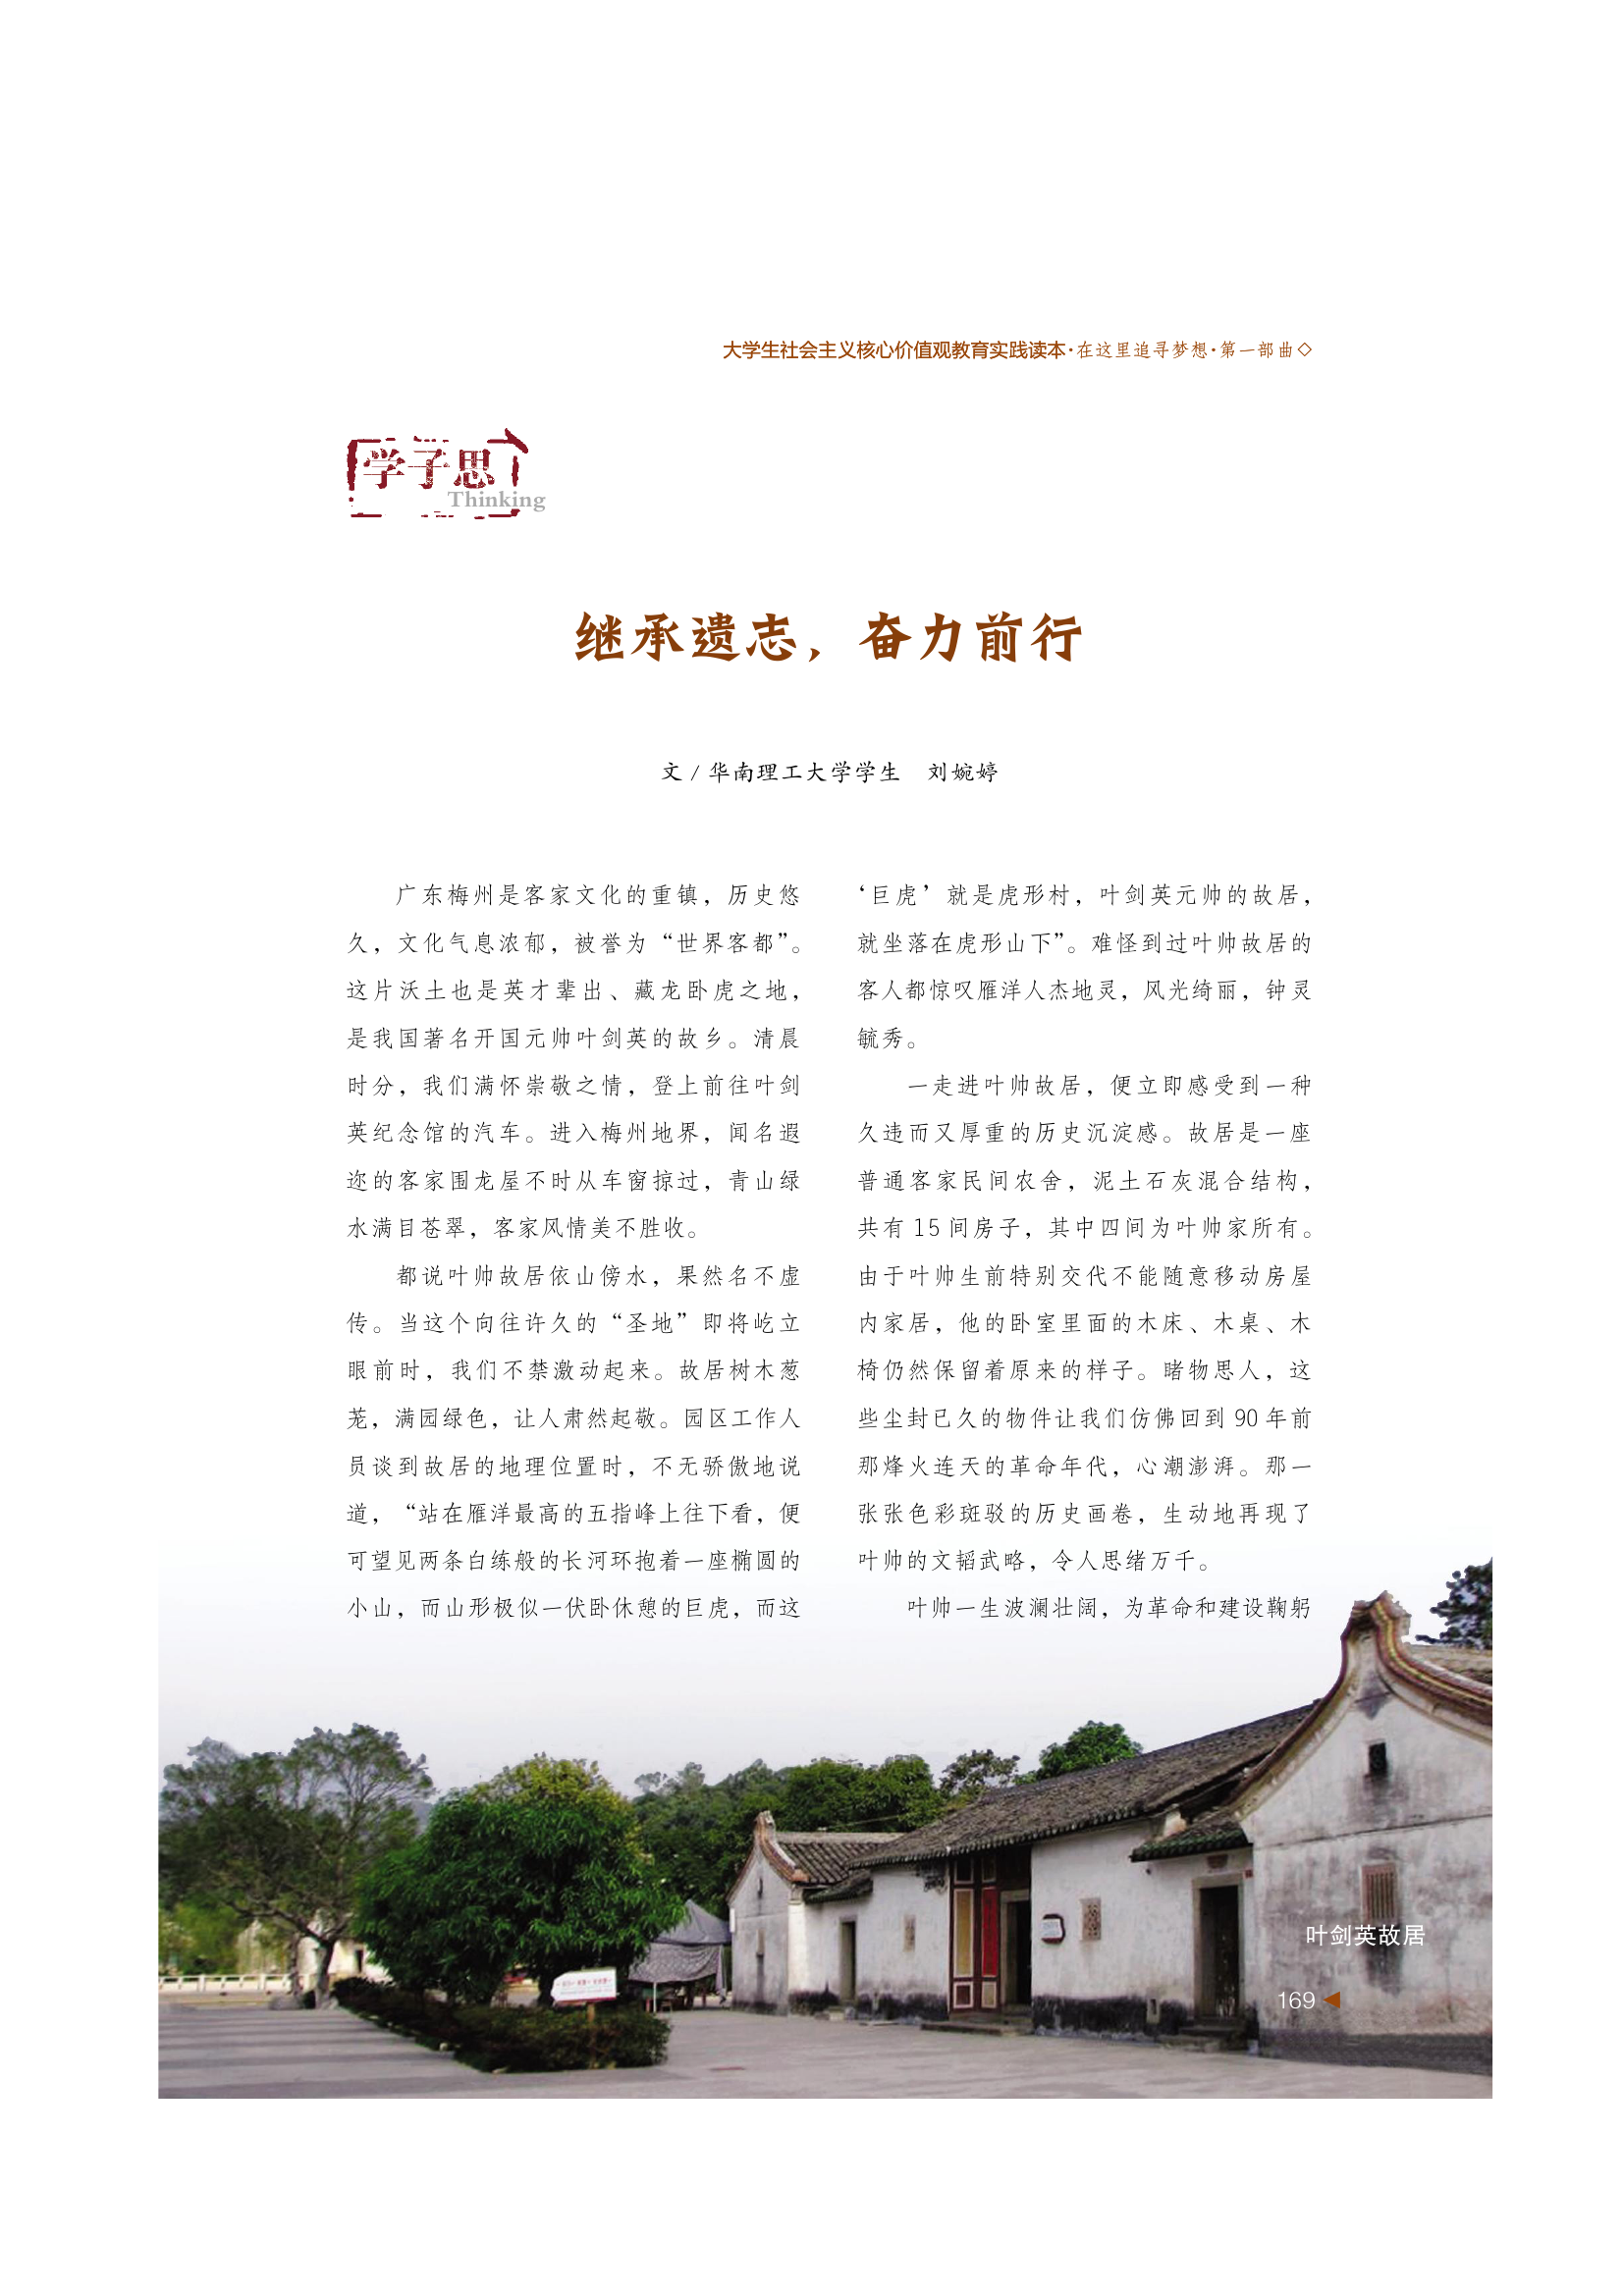 大学生社会主义核心价值观教育实践读本·在这里追寻梦想·第一部曲◇
学子思
Thinking
继承遗志，奋力前行
文/华南理工大学学生　刘婉婷
广东梅州是客家文化的重镇，历史悠
久，文化气息浓郁，被誉为“世界客都”。
这片沃土也是英才辈出、藏龙卧虎之地，
是我国著名开国元帅叶剑英的故乡。清晨
时分，我们满怀崇敬之情，登上前往叶剑
英纪念馆的汽车。进入梅州地界，闻名遐
迩的客家围龙屋不时从车窗掠过，青山绿
水满目苍翠，客家风情美不胜收。
都说叶帅故居依山傍水，果然名不虚
传。当这个向往许久的“圣地”即将屹立
眼前时，我们不禁激动起来。故居树木葱
茏，满园绿色，让人肃然起敬。园区工作人
员谈到故居的地理位置时，不无骄傲地说
道，“站在雁洋最高的五指峰上往下看，便
可望见两条白练般的长河环抱着一座椭圆的
小山，而山形极似一伏卧休憩的巨虎，而这
‘巨虎’就是虎形村，叶剑英元帅的故居，
就坐落在虎形山下”。难怪到过叶帅故居的
客人都惊叹雁洋人杰地灵，风光绮丽，钟灵
毓秀。
一走进叶帅故居，便立即感受到一种
久违而又厚重的历史沉淀感。故居是一座
普通客家民间农舍，泥土石灰混合结构，
共有 15 间房子，其中四间为叶帅家所有。
由于叶帅生前特别交代不能随意移动房屋
内家居，他的卧室里面的木床、木桌、木
椅仍然保留着原来的样子。睹物思人，这
些尘封已久的物件让我们仿佛回到 90 年前
那烽火连天的革命年代，心潮澎湃。那一
张张色彩斑驳的历史画卷，生动地再现了
叶帅的文韬武略，令人思绪万千。
叶帅一生波澜壮阔，为革命和建设鞠躬
叶剑英故居
169